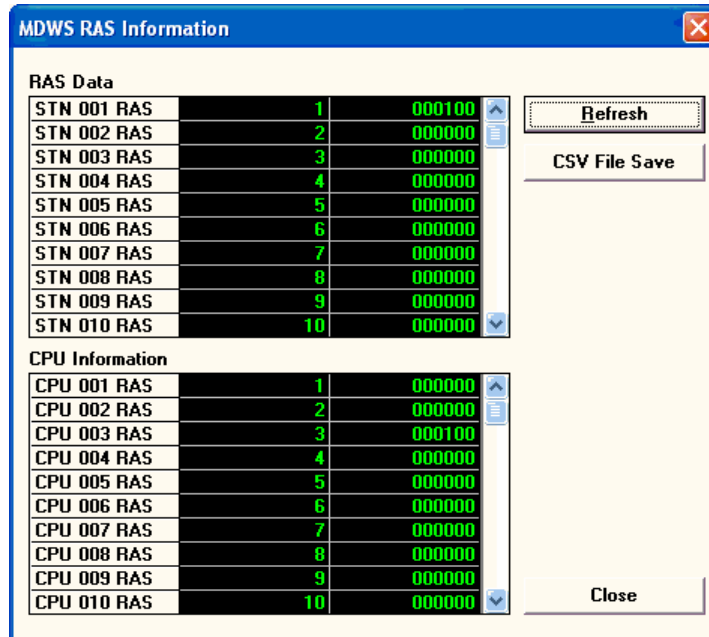 MDWS RAS Information
RAS Data
STN 001 RAS 1 000100
STN 002 RAS 2 000000
STN 003 RAS 3 000000
STN 004 RAS 4 000000
STN 005 RAS 5 000000
STN 006 RAS 6 000000
STN 007 RAS 7 000000
STN 008 RAS 8 000000
STN 009 RAS 9 000000
STN 010 RAS 10 000000
Refresh
CSV File Save
CPU Information
CPU 001 RAS 1 000000
CPU 002 RAS 2 000000
CPU 003 RAS 3 000100
CPU 004 RAS 4 000000
CPU 005 RAS 5 000000
CPU 006 RAS 6 000000
CPU 007 RAS 7 000000
CPU 008 RAS 8 000000
CPU 009 RAS 9 000000
CPU 010 RAS 10 000000
Close